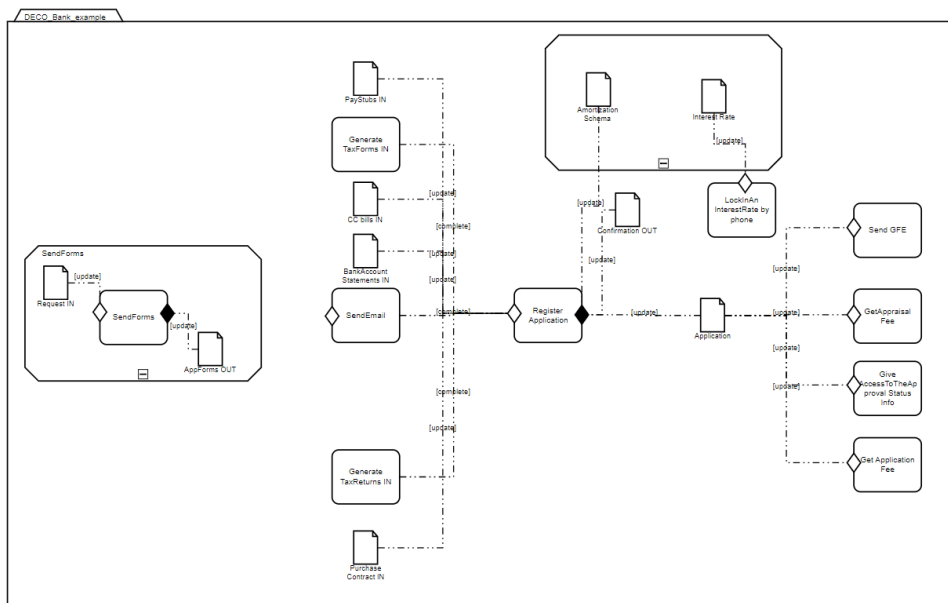 DECO_Bank_example
SendForms
Request IN
[update]
SendForms
[update]
AppForms OUT
PayStubs IN
Generate
TaxForms IN
CC bills IN
BankAccount
Statements IN
SendEmail
Generate
TaxReturns IN
Purchase
Contract IN
[update]
[complete]
[update]
[update]
[complete]
[complete]
[update]
Register
Application
Amortization
Schema
Interest Rate
[update]
LockInAn
InterestRate by
phone
[update]
Confirmation OUT
[update]
[update]
Application
[update]
[update]
[update]
[update]
Send GFE
GetAppraisal
Fee
Give
AccessToTheAp
proval Status
Info
Get Application
Fee